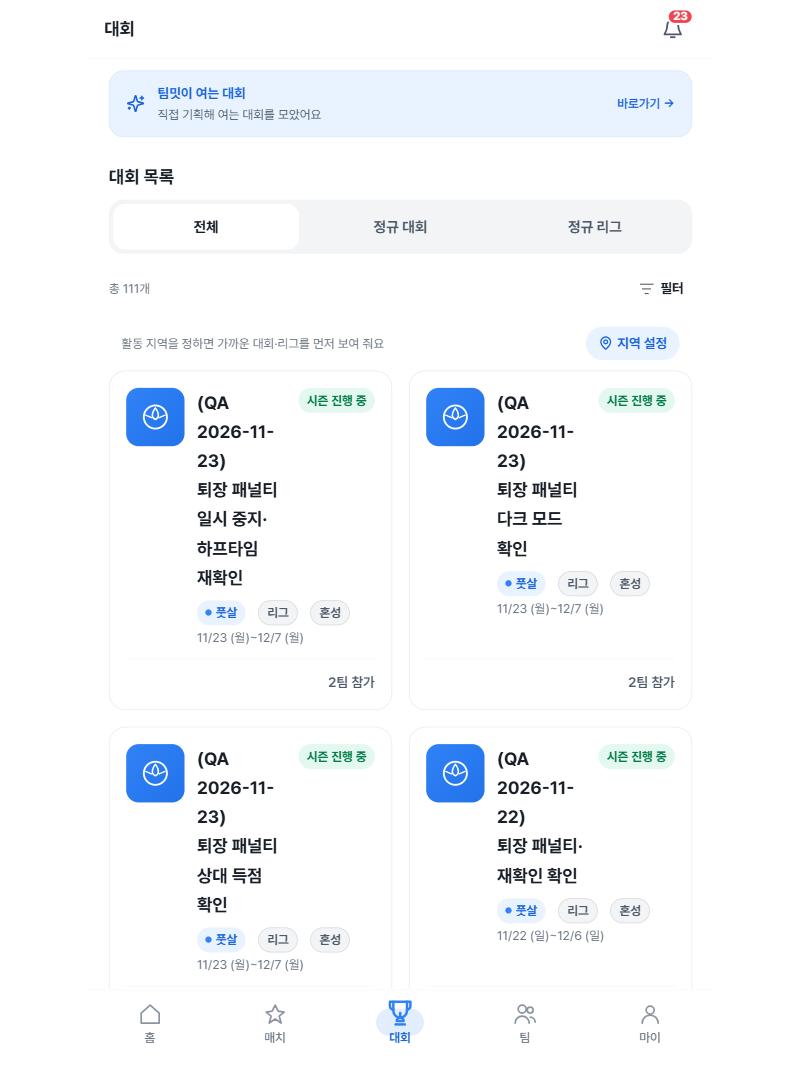 대회
23
팀밋이 여는 대회
직접 기획해 여는 대회를 모았어요
바로가기 →
대회 목록
전체
정규 대회
정규 리그
총 111개
필터
활동 지역을 정하면 가까운 대회·리그를 먼저 보여 줘요
지역 설정
(QA
2026-11-
23)
퇴장 패널티
일시 중지·
하프타임
재확인
시즌 진행 중
풋살
리그
혼성
11/23 (월)~12/7 (월)
2팀 참가
(QA
2026-11-
23)
퇴장 패널티
다크 모드
확인
시즌 진행 중
풋살
리그
혼성
11/23 (월)~12/7 (월)
2팀 참가
(QA
2026-11-
23)
퇴장 패널티
상대 득점
확인
시즌 진행 중
풋살
리그
혼성
11/23 (월)~12/7 (월)
(QA
2026-11-
22)
퇴장 패널티·
재확인 확인
시즌 진행 중
풋살
리그
혼성
11/22 (일)~12/6 (일)
홈
매치
대회
팀
마이